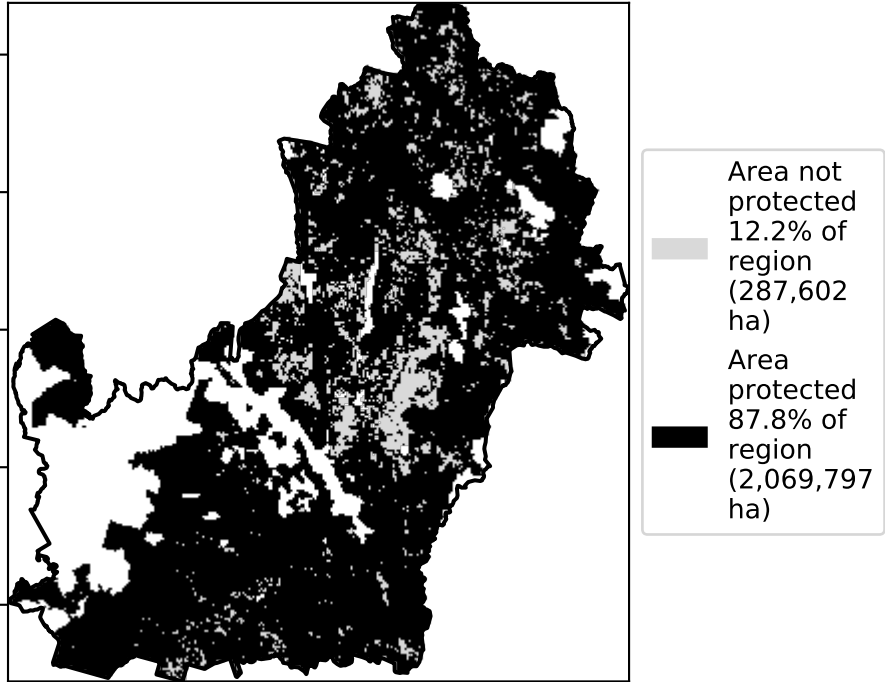 Area not
protected
12.2% of
region
(287,602
ha)
Area
protected
87.8% of
region
(2,069,797
ha)